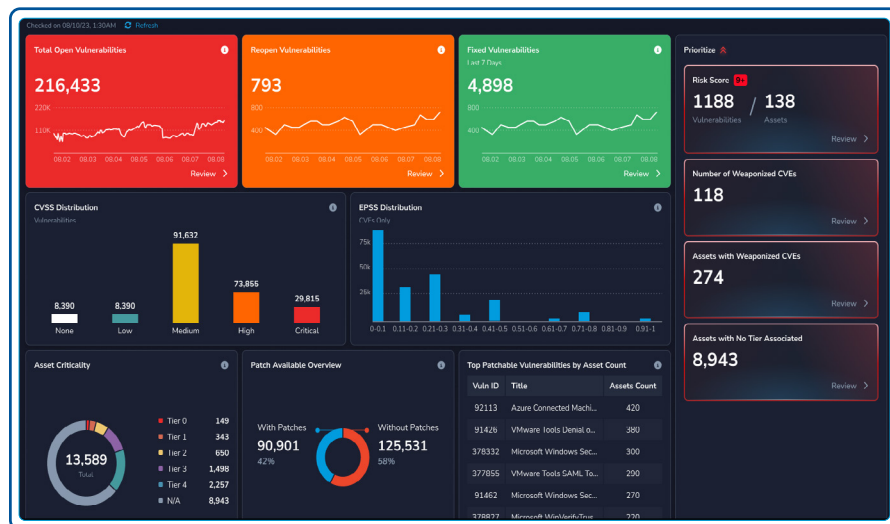 Checked on 08/10/23, 1:30AM Refresh
Total Open Vulnerabilities
216,433
220K
110K
08.02 08.03 08.04 08.05 08.06 08.07 08.08
Review >
Reopen Vulnerabilities
793
800
400
08.02 08.03 08.04 08.05 08.06 08.07 08.08
Review >
Fixed Vulnerabilities
Last 7 Days
4,898
800
400
08.02 08.03 08.04 08.05 08.06 08.07 08.08
Review >
Prioritize
Risk Score 9+
1188 / 138
Vulnerabilities Assets
Review >
Number of Weaponized CVEs
118
Review >
Assets with Weaponized CVEs
274
Review >
Assets with No Tier Associated
8,943
Review >
CVSS Distribution
Vulnerabilities
8,390 8,390 91,632 73,855 29,815
None Low Medium High Critical
EPSS Distribution
CVEs Only
75k
50k
26k
0-0.1 0.11-0.2 0.21-0.3 0.31-0.4 0.41-0.5 0.51-0.6 0.61-0.7 0.71-0.8 0.81-0.9 0.91-1
Asset Criticality
13,589
Total
Tier 0 149
Tier 1 343
Tier 2 650
Tier 3 1,498
Tier 4 2,257
N/A 8,943
Patch Available Overview
With Patches
90,901
42%
Without Patches
125,531
58%
Top Patchable Vulnerabilities by Asset Count
Vuln ID Title Assets Count
92113 Azure Connected Machi... 420
91426 VMware Tools Denial o... 380
378332 Microsoft Windows Sec... 300
377855 VMware Tools SAML To... 290
91462 Microsoft Windows Sec... 270
378827 Microsoft WinVerifyTrus... 220